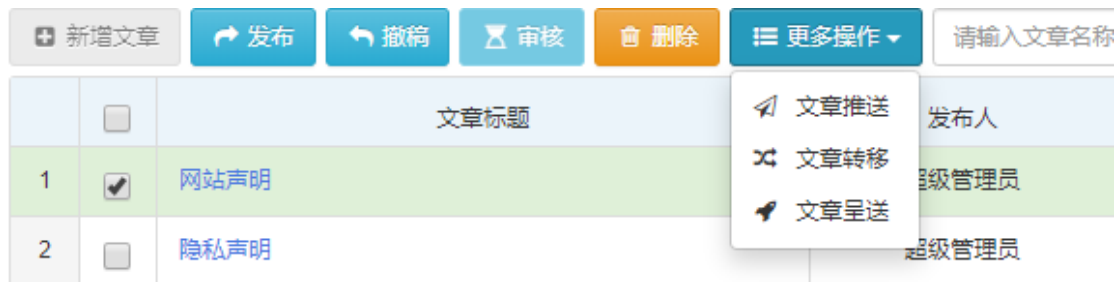 新增文章 发布 撤稿 审核 删除 更多操作 请输入文章名称
文章标题 发布人
文章推送
文章转移
文章呈送
1 网站声明 超级管理员
2 隐私声明 超级管理员